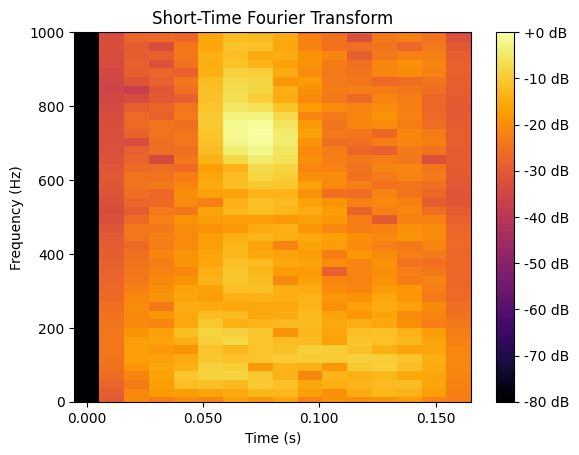 Short-Time Fourier Transform
Frequency (Hz)
1000
800
600
400
200
0
0.000
0.050
0.100
0.150
Time (s)
+0 dB
-10 dB
-20 dB
-30 dB
-40 dB
-50 dB
-60 dB
-70 dB
-80 dB